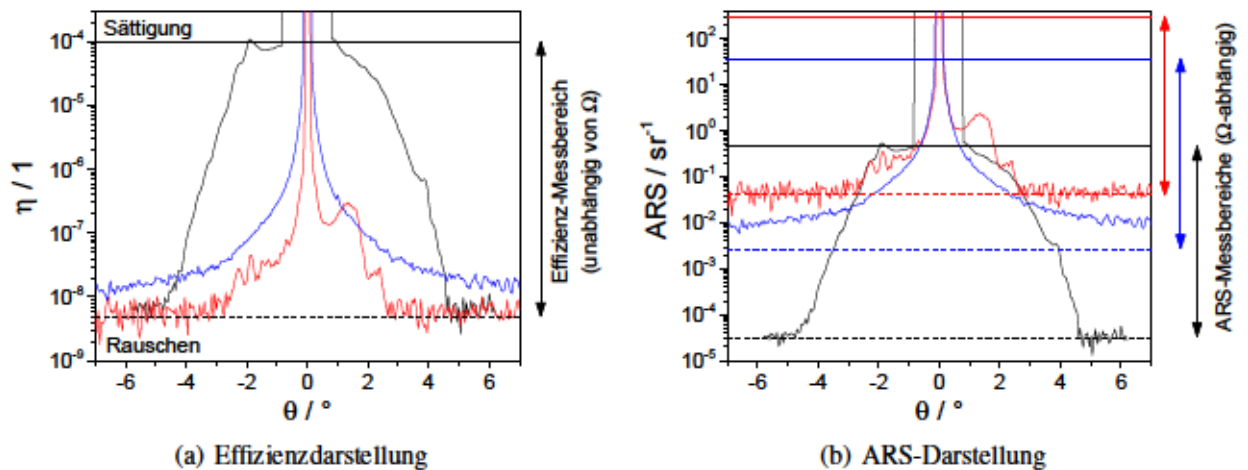 Sättigung
10⁻⁴
10⁻⁵
10⁻⁶
10⁻⁷
10⁻⁸
10⁻⁹
η / 1
Rauschen
-6 -4 -2 0 2 4 6
θ / °
Effizienz-Messbereich
(unabhängig von Ω)
(a) Effizienzdarstellung
10²
10¹
10⁰
10⁻¹
10⁻²
10⁻³
10⁻⁴
10⁻⁵
ARS / sr⁻¹
-6 -4 -2 0 2 4 6
θ / °
ARS-Messbereiche (Ω-abhängig)
(b) ARS-Darstellung